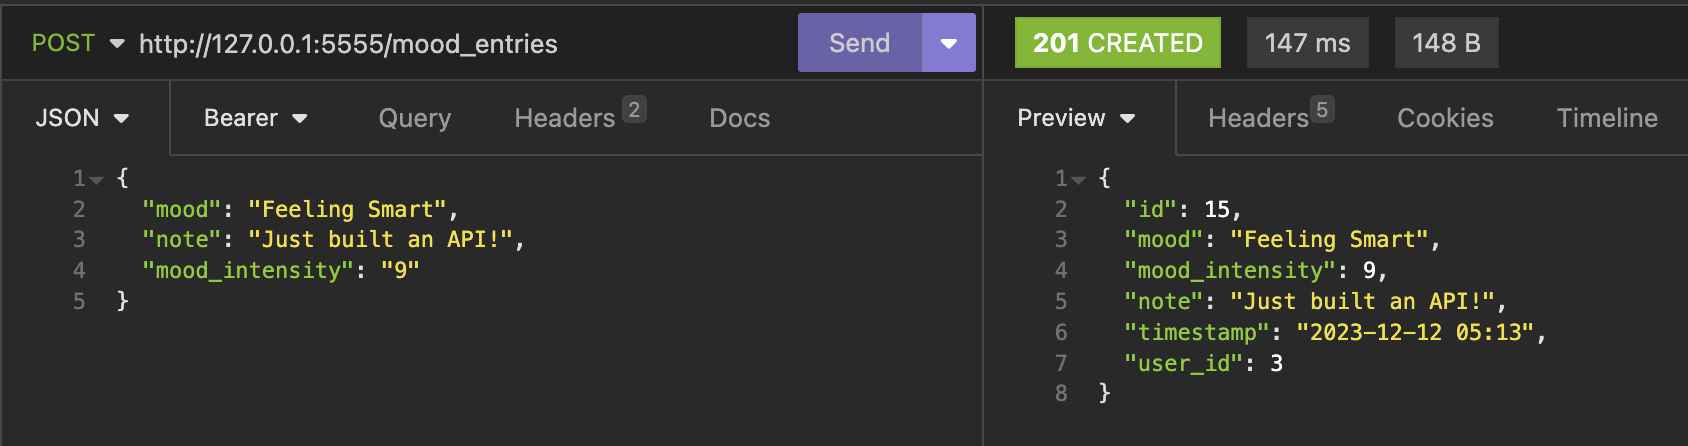 POST http://127.0.0.1:5555/mood_entries Send
JSON Bearer Query Headers 2 Docs
1 {
2 "mood": "Feeling Smart",
3 "note": "Just built an API!",
4 "mood_intensity": "9"
5 }
201 CREATED 147 ms 148 B
Preview Headers 5 Cookies Timeline
1 {
2 "id": 15,
3 "mood": "Feeling Smart",
4 "mood_intensity": 9,
5 "note": "Just built an API!",
6 "timestamp": "2023-12-12 05:13",
7 "user_id": 3
8 }